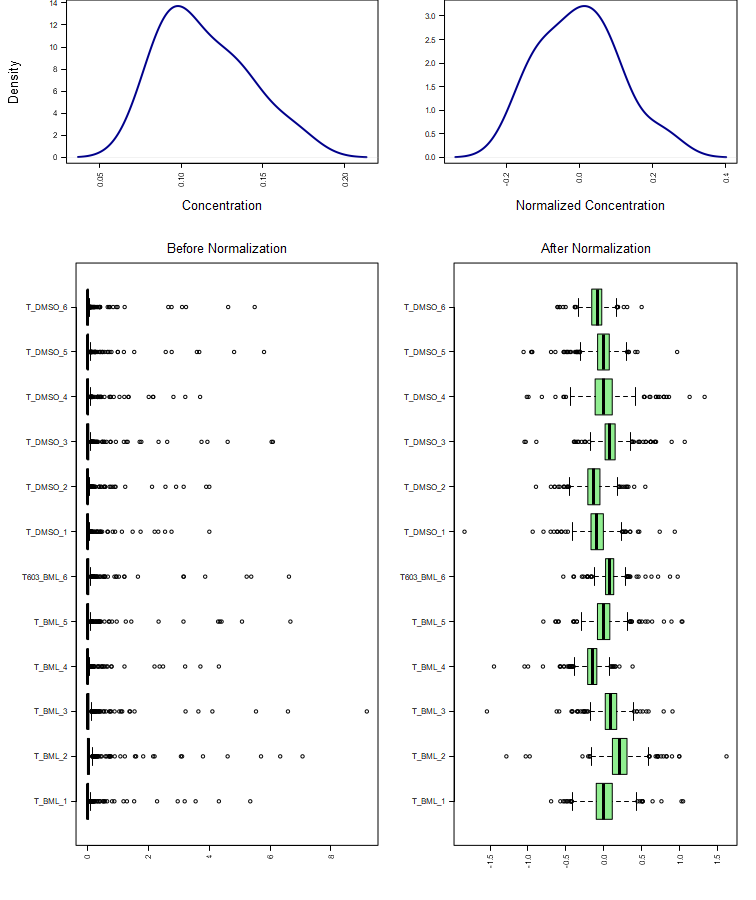 14
12
10
8
6
4
2
0
Density
0.05
0.10
0.15
0.20
Concentration
3.0
2.5
2.0
1.5
1.0
0.5
0.0
-0.2
0.0
0.2
0.4
Normalized Concentration
Before Normalization
T_DMSO_6
T_DMSO_5
T_DMSO_4
T_DMSO_3
T_DMSO_2
T_DMSO_1
T603_BML_6
T_BML_5
T_BML_4
T_BML_3
T_BML_2
T_BML_1
0
2
4
6
8
After Normalization
T_DMSO_6
T_DMSO_5
T_DMSO_4
T_DMSO_3
T_DMSO_2
T_DMSO_1
T603_BML_6
T_BML_5
T_BML_4
T_BML_3
T_BML_2
T_BML_1
-1.5
-1.0
-0.5
0.0
0.5
1.0
1.5